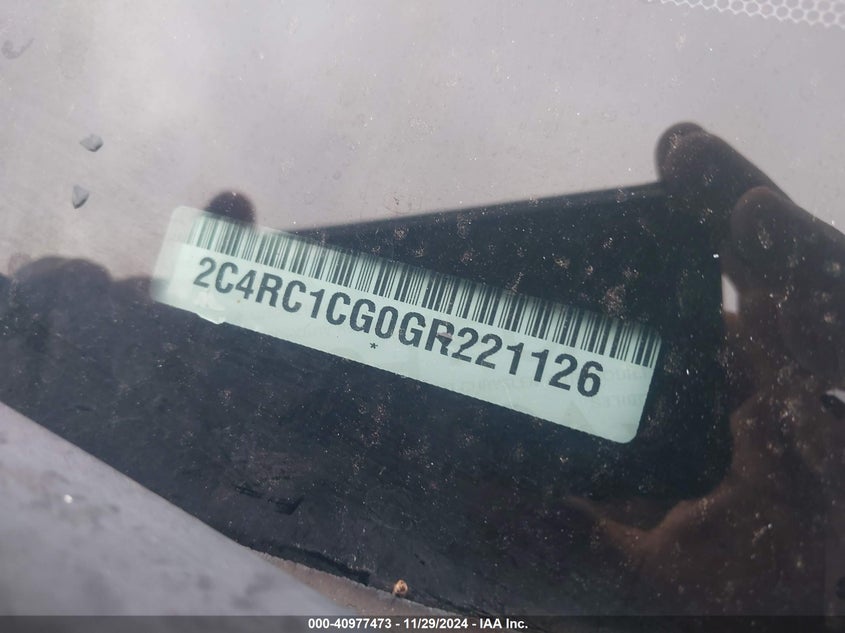 2C4RC1CG0GR221126
*
000-40977473 - 11/29/2024 - IAA Inc.